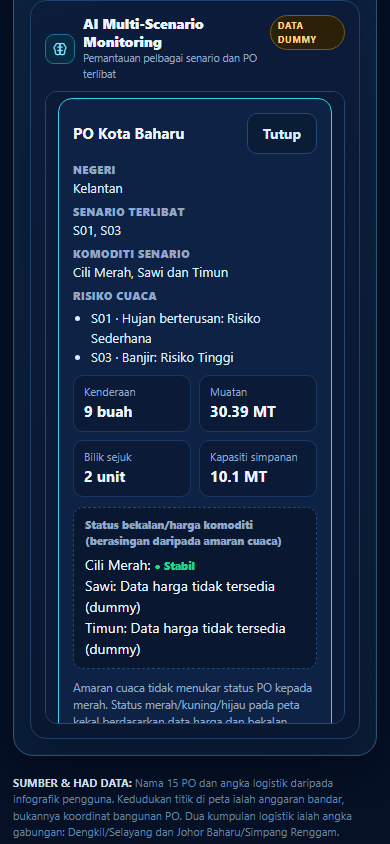 AI Multi-Scenario
Monitoring
Pemantauan pelbagai senario dan PO
terlibat
DATA
DUMMY
PO Kota Baharu
Tutup
NEGERI
Kelantan
SENARIO TERLIBAT
S01, S03
KOMODITI SENARIO
Cili Merah, Sawi dan Timun
RISIKO CUACA
• S01 · Hujan berterusan: Risiko
Sederhana
• S03 · Banjir: Risiko Tinggi
Kenderaan
9 buah
Muatan
30.39 MT
Bilik sejuk
2 unit
Kapasiti simpanan
10.1 MT
Status bekalan/harga komoditi
(berasingan daripada amaran cuaca)
Cili Merah: • Stabil
Sawi: Data harga tidak tersedia
(dummy)
Timun: Data harga tidak tersedia
(dummy)
Amaran cuaca tidak menukar status PO kepada
merah. Status merah/kuning/hijau pada peta
kekal berdasarkan data harga dan bekalan
SUMBER & HAD DATA: Nama 15 PO dan angka logistik daripada
infografik pengguna. Kedudukan titik di peta ialah anggaran bandar,
bukannya koordinat bangunan PO. Dua kumpulan logistik ialah angka
gabungan: Dengkil/Selayang dan Johor Baharu/Simpang Renggam.